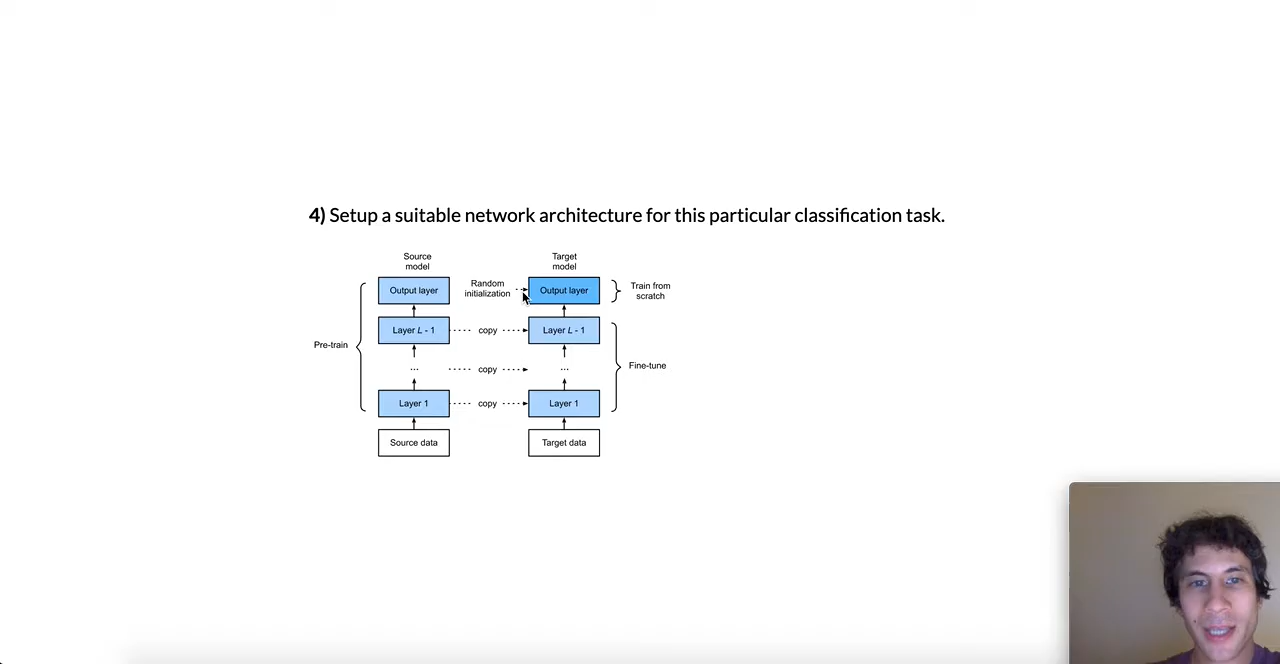 4) Setup a suitable network architecture for this particular classification task.
Source
model
Target
model
Output layer
Random
initialization
Output layer
Train from
scratch
Layer L - 1
copy
Layer L - 1
Pre-train
...
copy
...
Fine-tune
Layer 1
copy
Layer 1
Source data
Target data